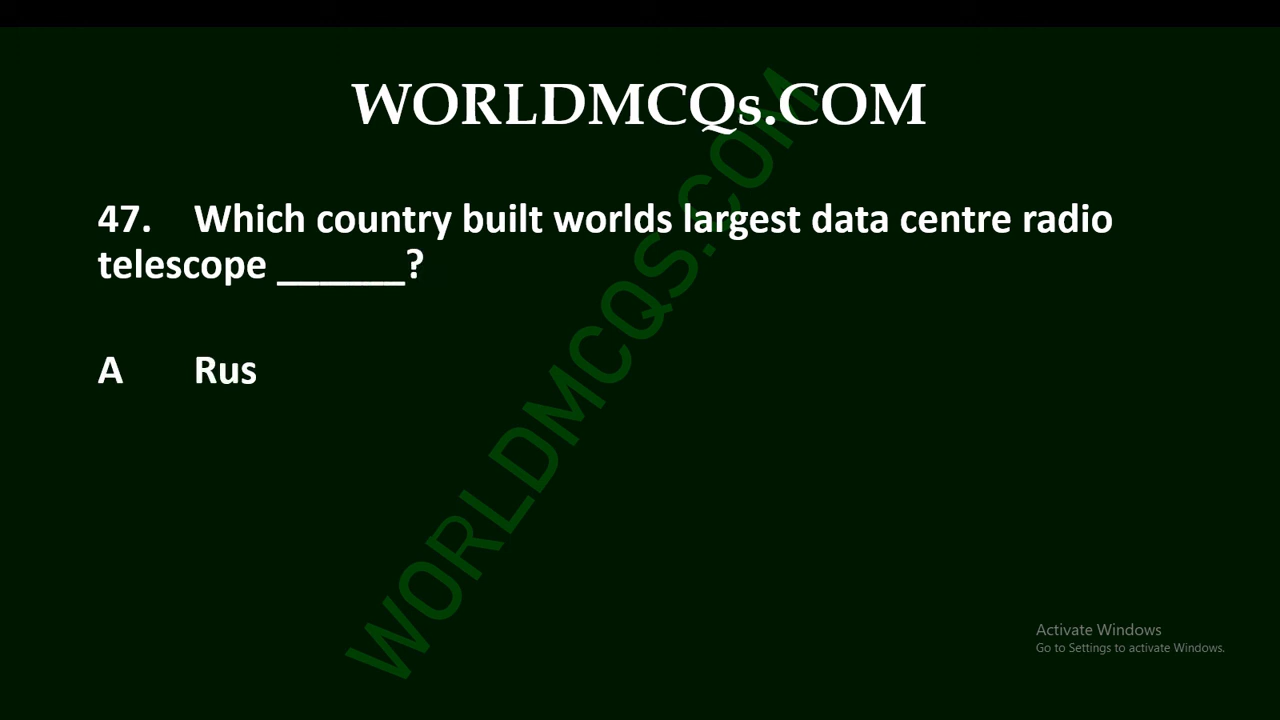 WORLDMCQs.COM
47. Which country built worlds largest data centre radio
telescope ______?
A Rus
WORLDMCQS.COM
Activate Windows
Go to Settings to activate Windows.